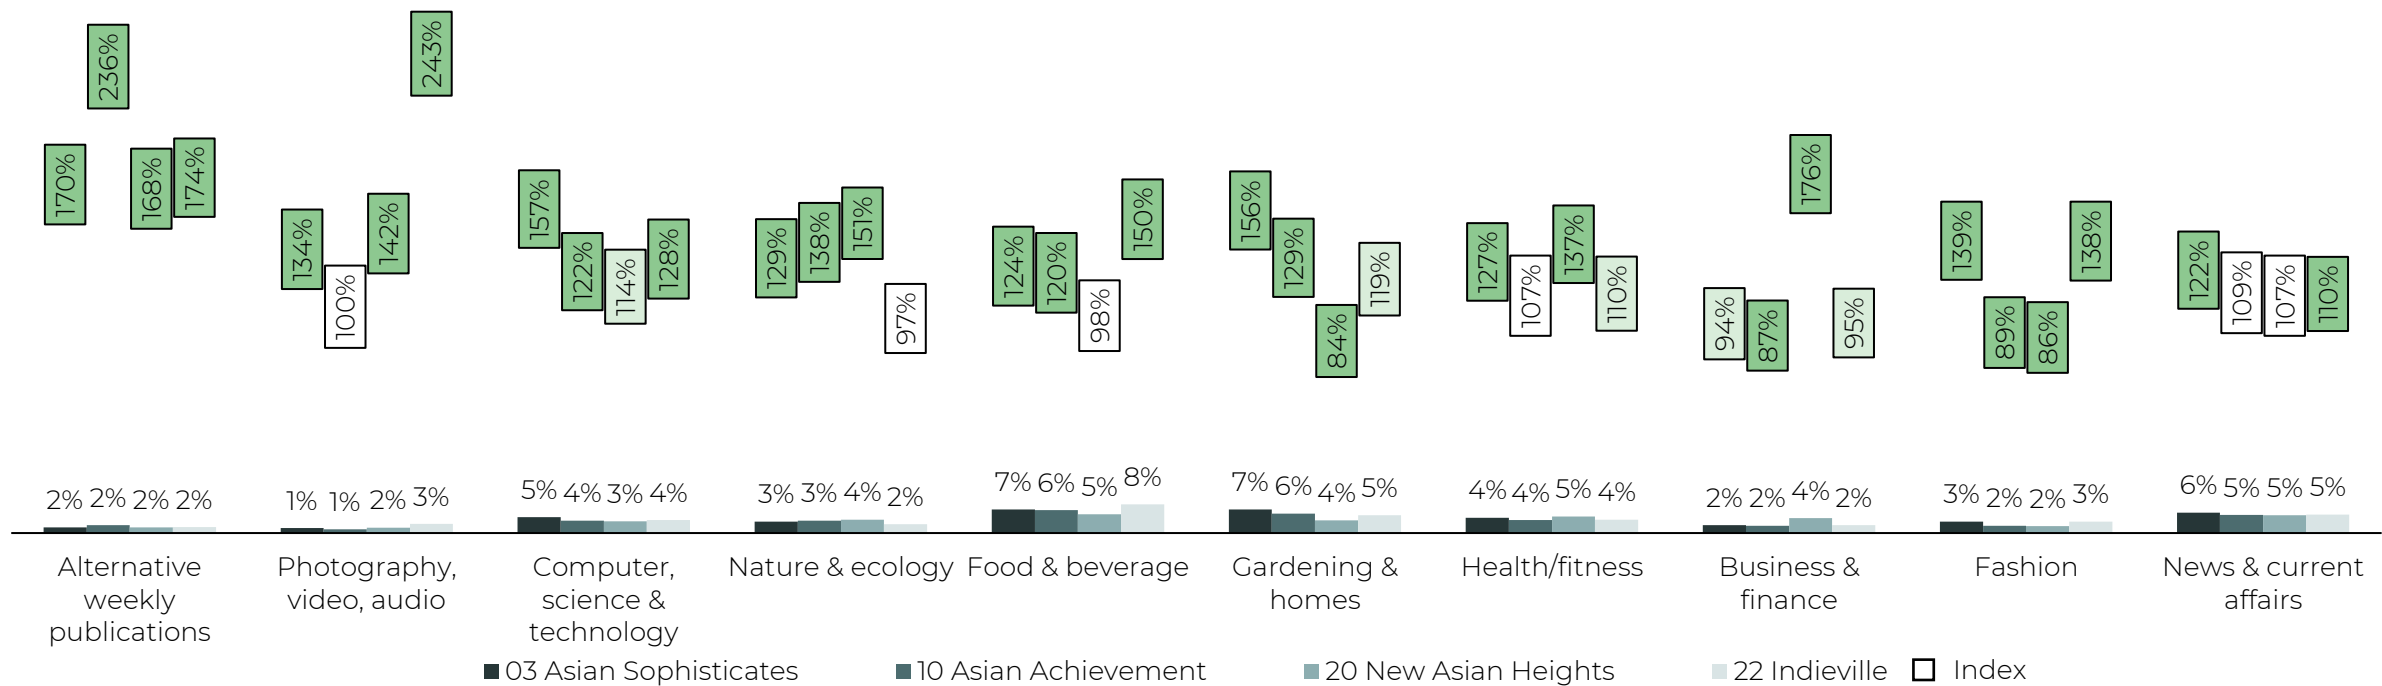 170% 236% 168% 174%
134% 100% 142% 243%
157% 122% 114% 128%
129% 138% 151% 97%
124% 120% 98% 150%
156% 129% 84% 119%
127% 107% 137% 110%
94% 87% 176% 95%
139% 89% 86% 138%
122% 109% 107% 110%
2% 2% 2% 2%
1% 1% 2% 3%
5% 4% 3% 4%
3% 3% 4% 2%
7% 6% 5% 8%
7% 6% 4% 5%
4% 4% 5% 4%
2% 2% 4% 2%
3% 2% 2% 3%
6% 5% 5% 5%
Alternative
weekly
publications
Photography,
video, audio
Computer,
science &
technology
Nature & ecology
Food & beverage
Gardening &
homes
Health/fitness
Business &
finance
Fashion
News & current
affairs
03 Asian Sophisticates
10 Asian Achievement
20 New Asian Heights
22 Indieville
Index